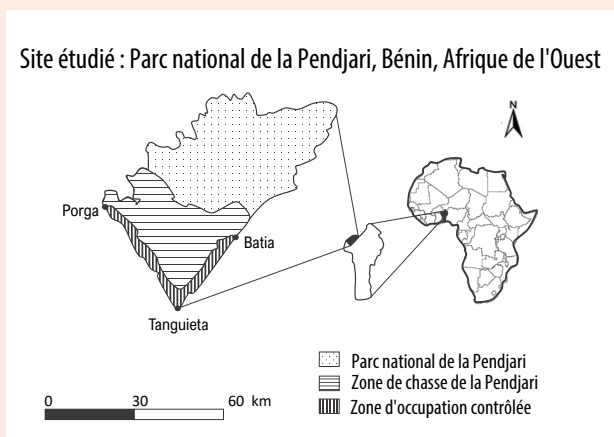 Site étudié : Parc national de la Pendjari, Bénin, Afrique de l'Ouest
N
Porga
Batia
Tanguieta
Parc national de la Pendjari
Zone de chasse de la Pendjari
Zone d'occupation contrôlée
0 30 60 km